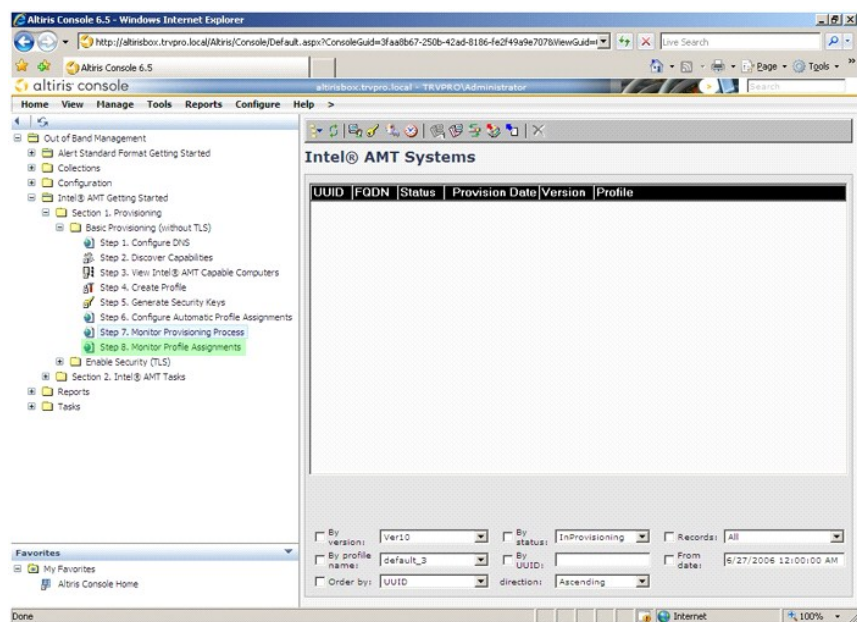 Altiris Console 6.5 - Windows Internet Explorer
http://altirisbox.trvpro.local/Altiris/Console/Default.aspx?ConsoleGuid=3faa8b67-250b-42ad-8186-fe2f49a9e707&ViewGuid=
Live Search
Altiris Console 6.5
Page
Tools
altiris console
altirisbox.trvpro.local - TRVPRO\Administrator
Search
Home View Manage Tools Reports Configure Help >
Out of Band Management
Alert Standard Format Getting Started
Collections
Configuration
Intel® AMT Getting Started
Section 1. Provisioning
Basic Provisioning (without TLS)
Step 1. Configure DNS
Step 2. Discover Capabilities
Step 3. View Intel® AMT Capable Computers
Step 4. Create Profile
Step 5. Generate Security Keys
Step 6. Configure Automatic Profile Assignments
Step 7. Monitor Provisioning Process
Step 8. Monitor Profile Assignments
Enable Security (TLS)
Section 2. Intel® AMT Tasks
Reports
Tasks
Favorites
My Favorites
Altiris Console Home
Intel® AMT Systems
UUID FQDN Status Provision Date Version Profile
By version: Ver10 By status: InProvisioning Records: All
By profile name: default_3 By UUID: From date: 6/27/2006 12:00:00 AM
Order by: UUID direction: Ascending
Done
Internet
100%